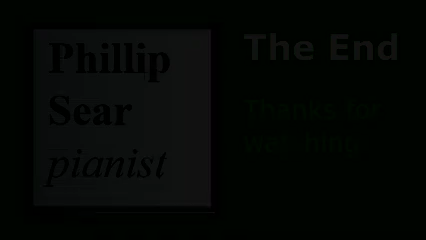 Phillip
Sear
pianist
The End
Thanks for
watching